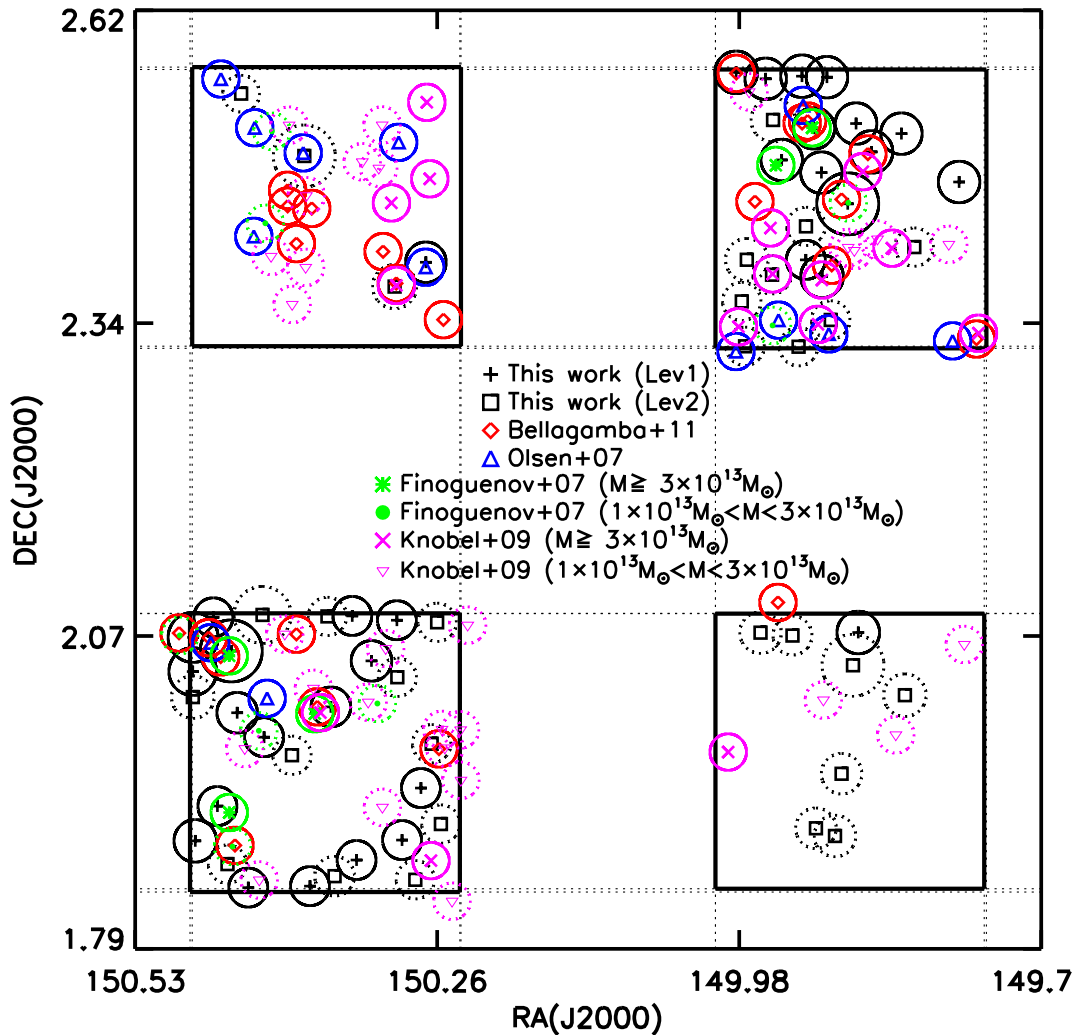 2.62
2.34
+ This work (Lev1)
□ This work (Lev2)
◇ Bellagamba+11
△ Olsen+07
✳ Finoguenov+07 (M≧ 3×10¹³M⊙)
● Finoguenov+07 (1×10¹³M⊙<M<3×10¹³M⊙)
× Knobel+09 (M≧ 3×10¹³M⊙)
▽ Knobel+09 (1×10¹³M⊙<M<3×10¹³M⊙)
DEC(J2000)
2.07
1.79
150.53 150.26 149.98 149.7
RA(J2000)